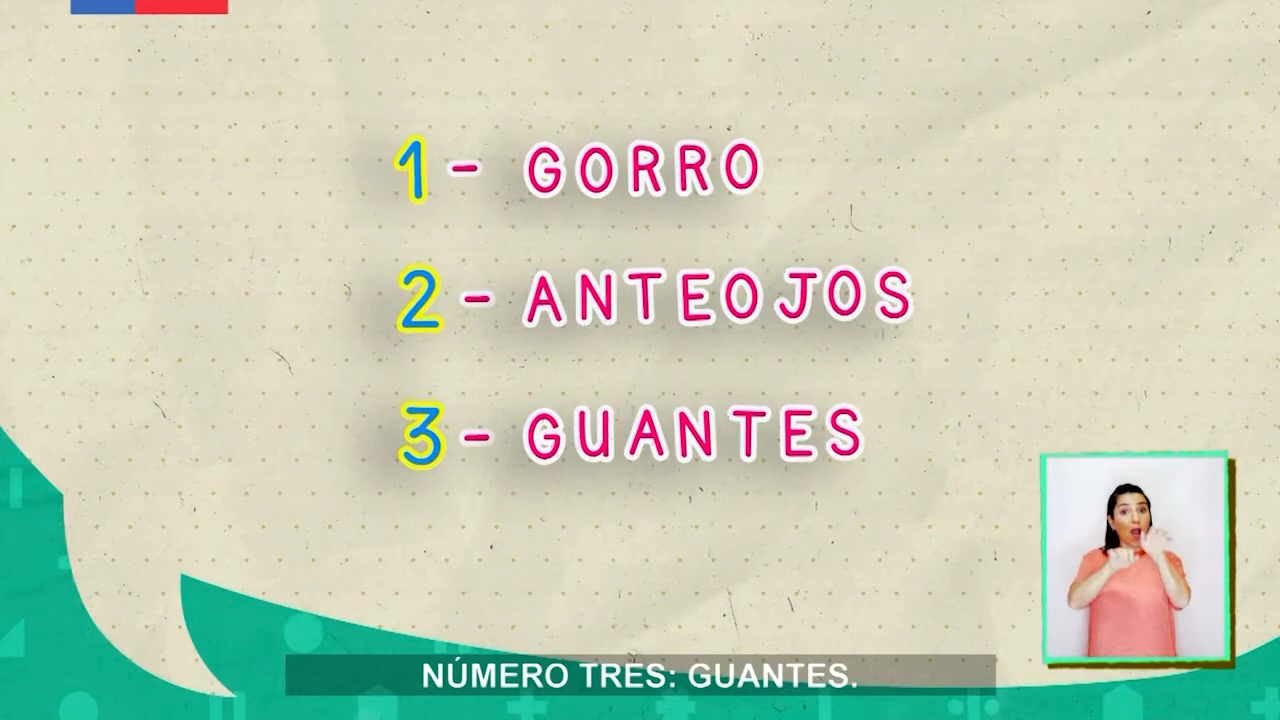 1- GORRO
2- ANTEOJOS
3- GUANTES
NÚMERO TRES: GUANTES.